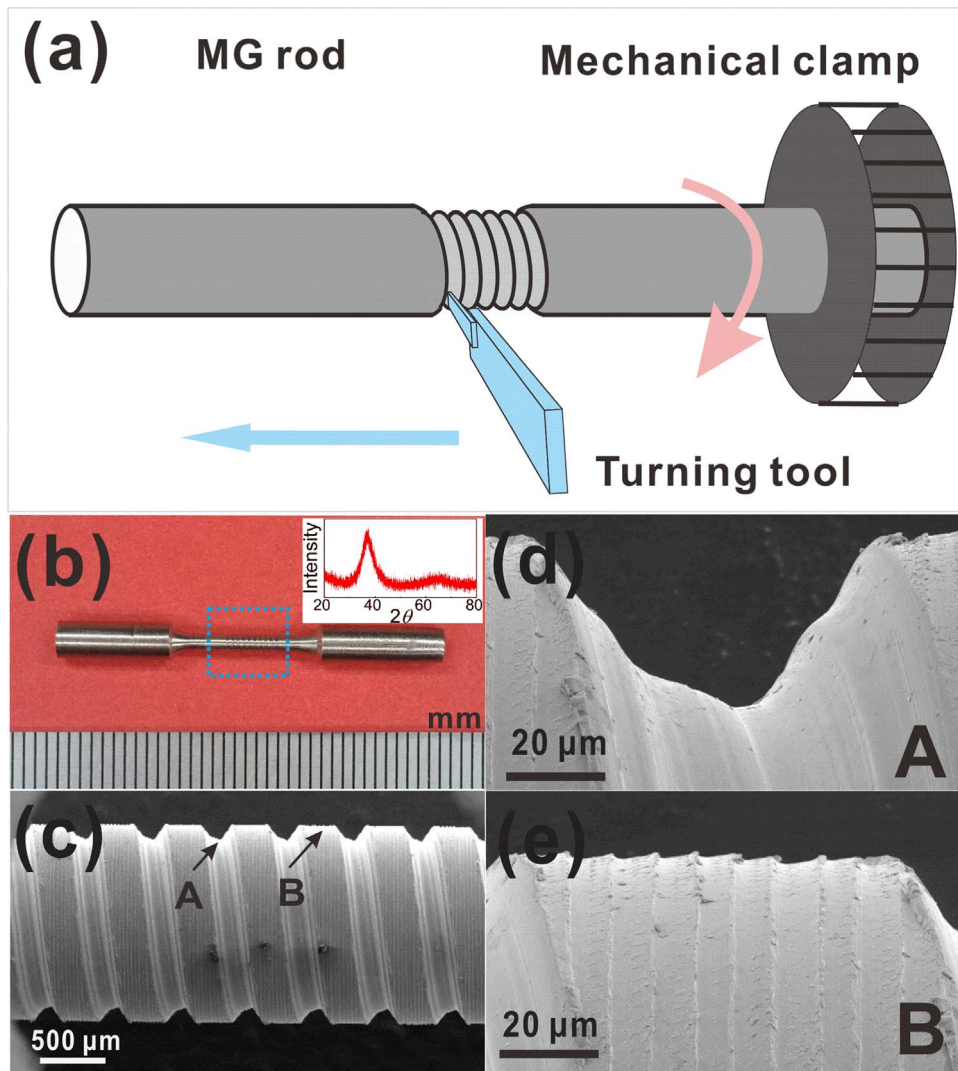 (a)
MG rod
Mechanical clamp
Turning tool
(b)
Intensity
20 40 60 80
2θ
mm
(c)
A
B
500 μm
(d)
20 μm
A
(e)
20 μm
B